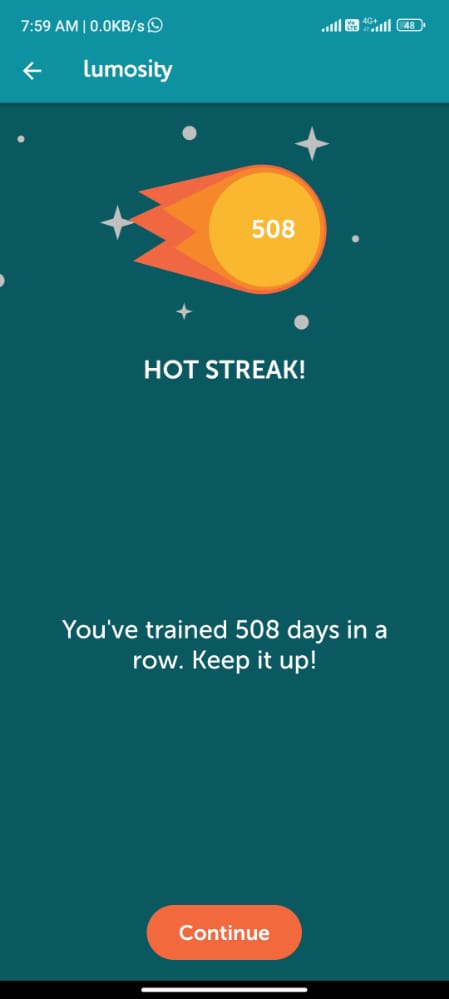 7:59 AM | 0.0KB/s
4G+
48
lumosity
508
HOT STREAK!
You've trained 508 days in a
row. Keep it up!
Continue